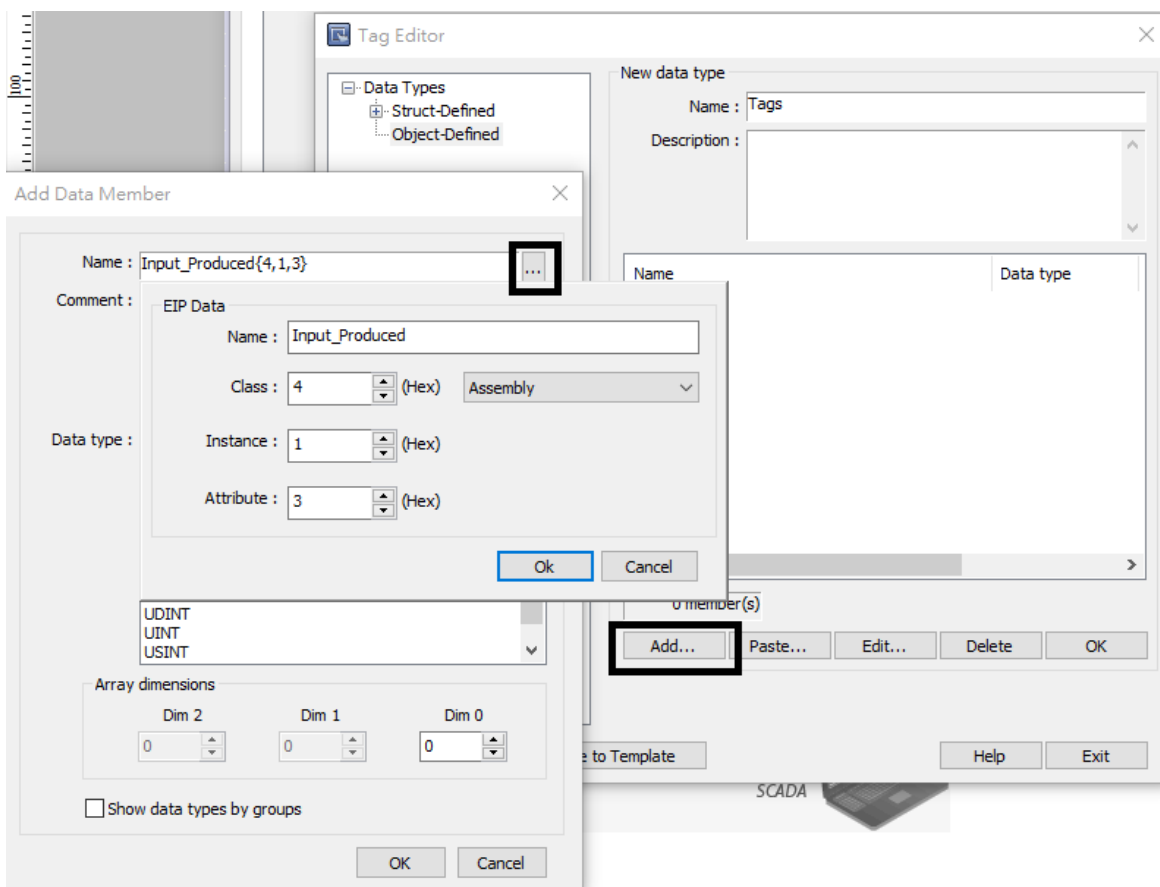 100
Tag Editor
Data Types
Struct-Defined
Object-Defined
New data type
Name : Tags
Description :
Name Data type
0 member(s)
Add... Paste... Edit... Delete OK
e to Template Help Exit
SCADA
Add Data Member
Name : Input_Produced{4,1,3} ...
Comment :
Data type :
EIP Data
Name : Input_Produced
Class : 4 (Hex) Assembly
Instance : 1 (Hex)
Attribute : 3 (Hex)
Ok Cancel
UDINT
UINT
USINT
Array dimensions
Dim 2 Dim 1 Dim 0
0 0 0
Show data types by groups
OK Cancel